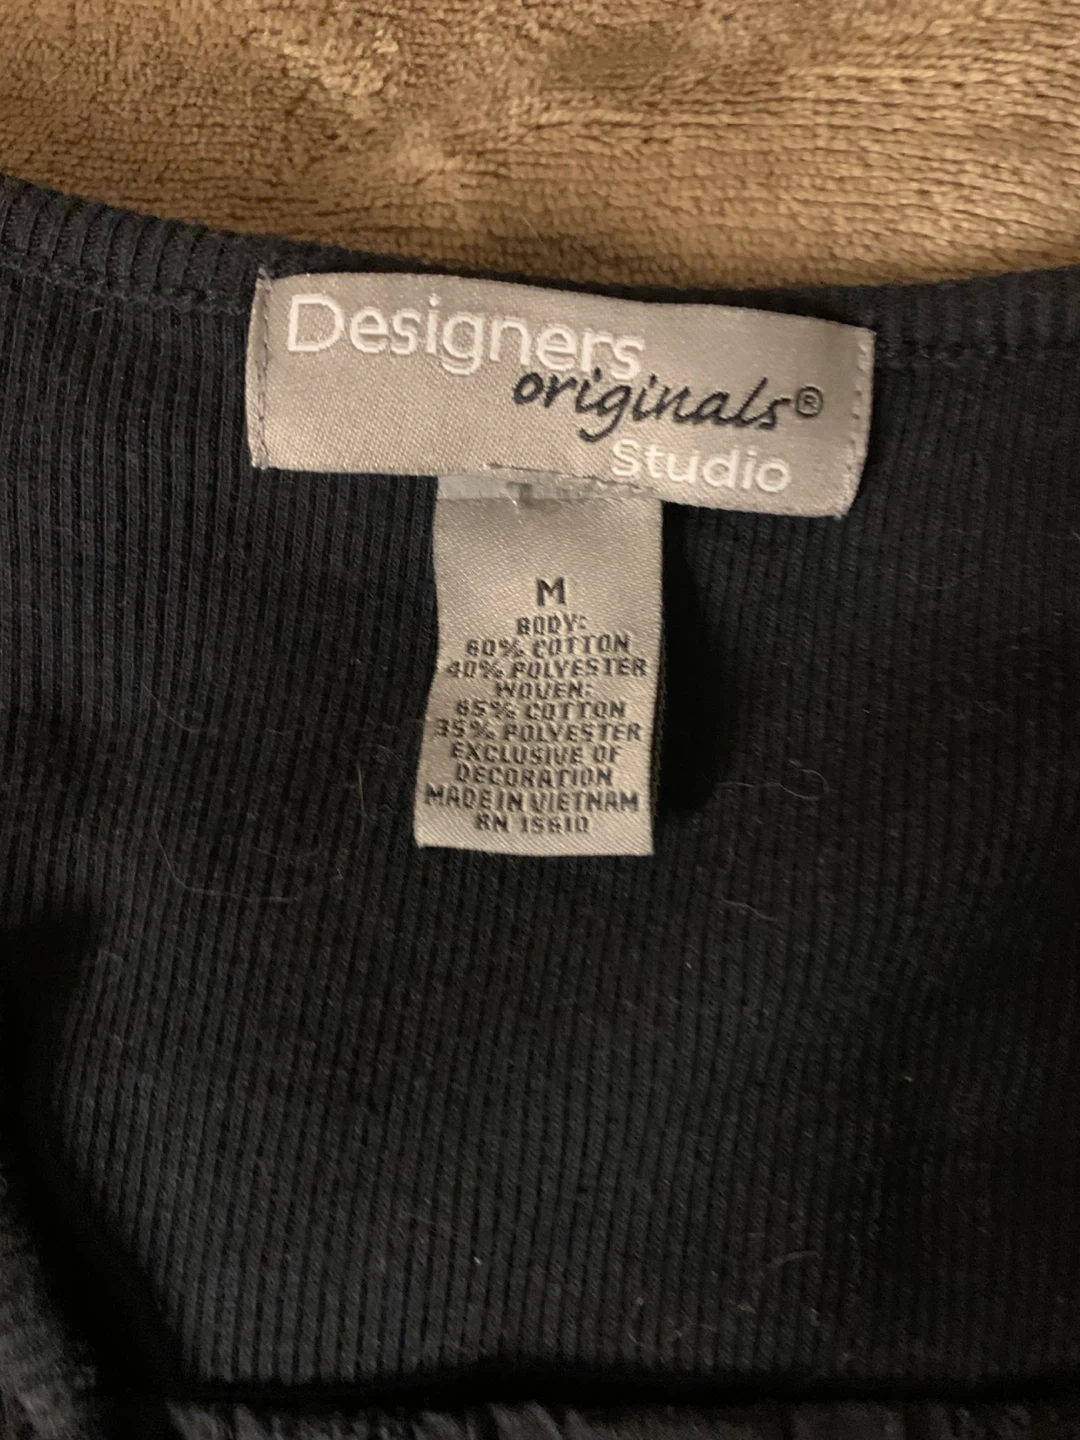 Designers
originals®
Studio
M
BODY:
60% COTTON
40% POLYESTER
WOVEN:
65% COTTON
35% POLYESTER
EXCLUSIVE OF
DECORATION
MADE IN VIETNAM
RN 15610